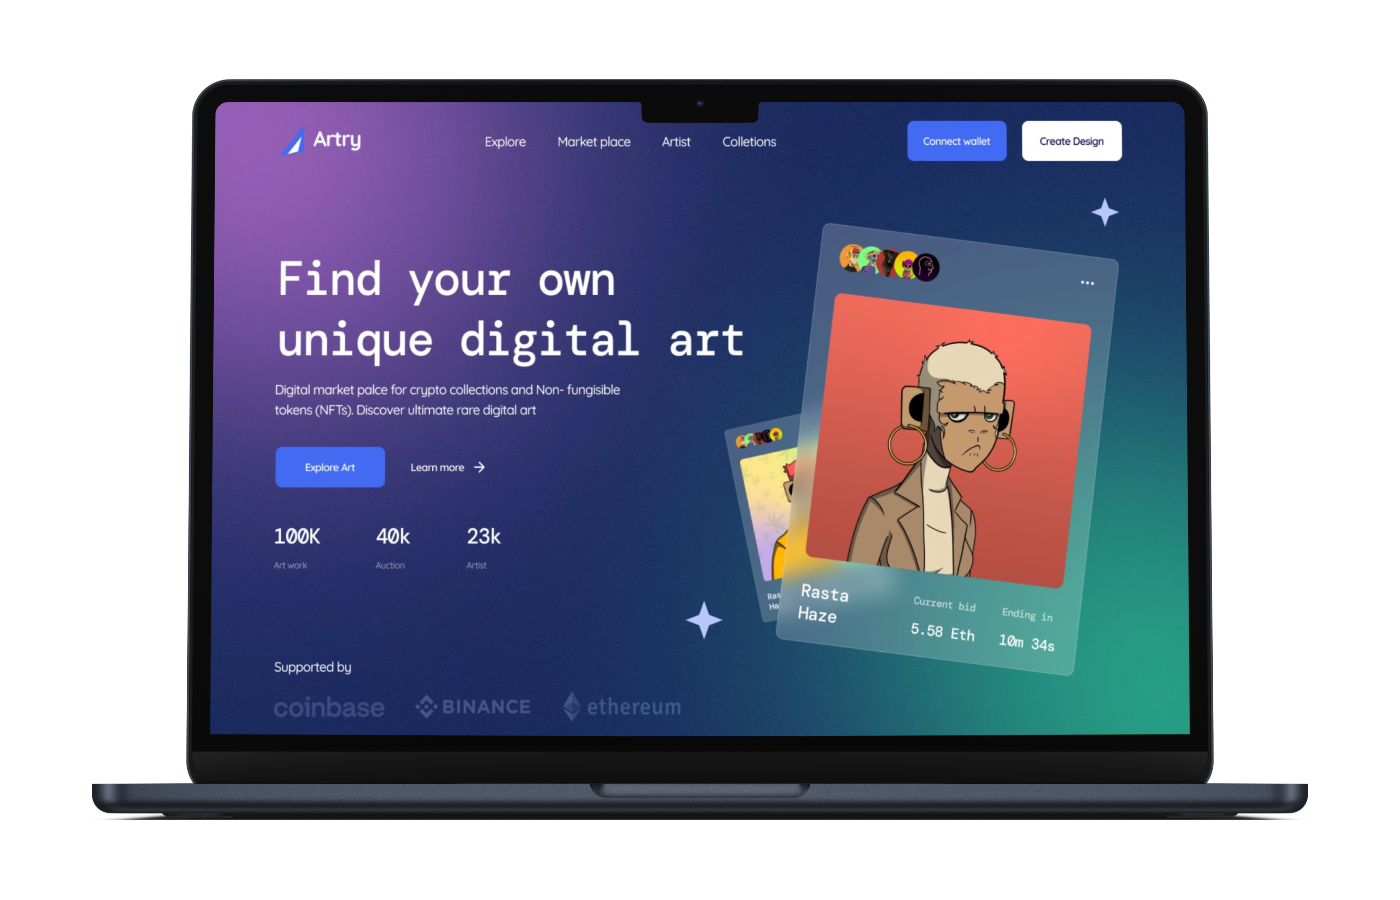 Artry
Explore Market place Artist Colletions
Connect wallet Create Design
Find your own
unique digital art
Digital market palce for crypto collections and Non- fungisible
tokens (NFTs). Discover ultimate rare digital art
Explore Art Learn more
100K 40k 23k
Art work Auction Artist
Supported by
coinbase BINANCE ethereum
Ras
Ha
Rasta
Haze
Current bid Ending in
5.58 Eth 10m 34s